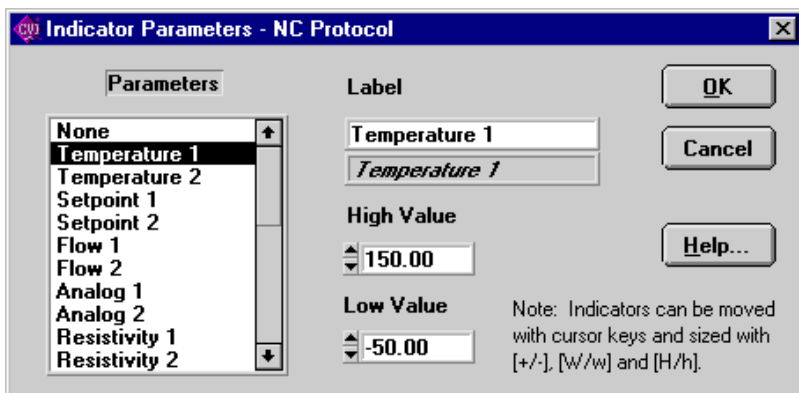 CVI Indicator Parameters - NC Protocol
Parameters
None
Temperature 1
Temperature 2
Setpoint 1
Setpoint 2
Flow 1
Flow 2
Analog 1
Analog 2
Resistivity 1
Resistivity 2
Label
Temperature 1
Temperature 1
High Value
150.00
Low Value
-50.00
OK
Cancel
Help...
Note: Indicators can be moved
with cursor keys and sized with
[+/-], [W/w] and [H/h].